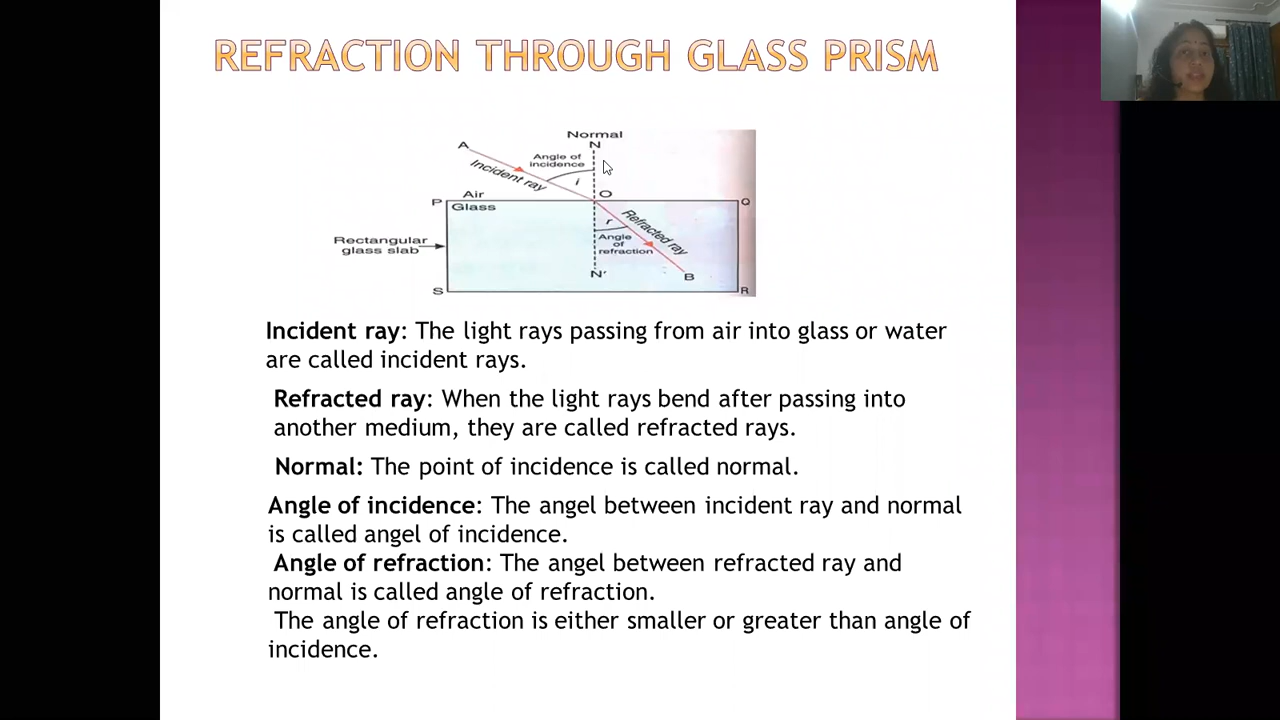 REFRACTION THROUGH GLASS PRISM
Normal
N
A
Angle of
incidence
Incident ray
i
Air
O
P
Q
Glass
Refracted ray
r
Angle
of
refraction
Rectangular
glass slab
N'
B
S
R
Incident ray: The light rays passing from air into glass or water
are called incident rays.
Refracted ray: When the light rays bend after passing into
another medium, they are called refracted rays.
Normal: The point of incidence is called normal.
Angle of incidence: The angel between incident ray and normal
is called angel of incidence.
Angle of refraction: The angel between refracted ray and
normal is called angle of refraction.
The angle of refraction is either smaller or greater than angle of
incidence.